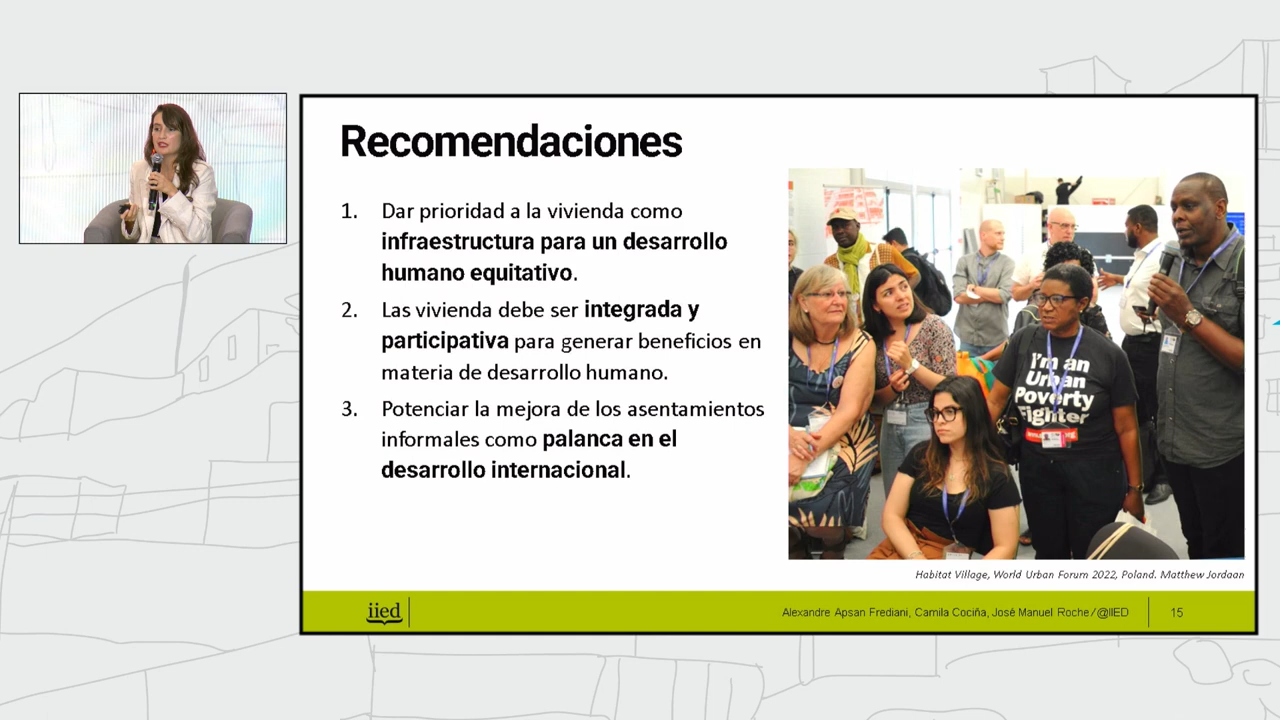 Recomendaciones
1. Dar prioridad a la vivienda como
infraestructura para un desarrollo
humano equitativo.
2. Las vivienda debe ser integrada y
participativa para generar beneficios en
materia de desarrollo humano.
3. Potenciar la mejora de los asentamientos
informales como palanca en el
desarrollo internacional.
I'm an
Urban
Poverty
Fighter
Habitat Village, World Urban Forum 2022, Poland. Matthew Jordaan
iied
Alexandre Apsan Frediani, Camila Cociña, José Manuel Roche/@IIED
15